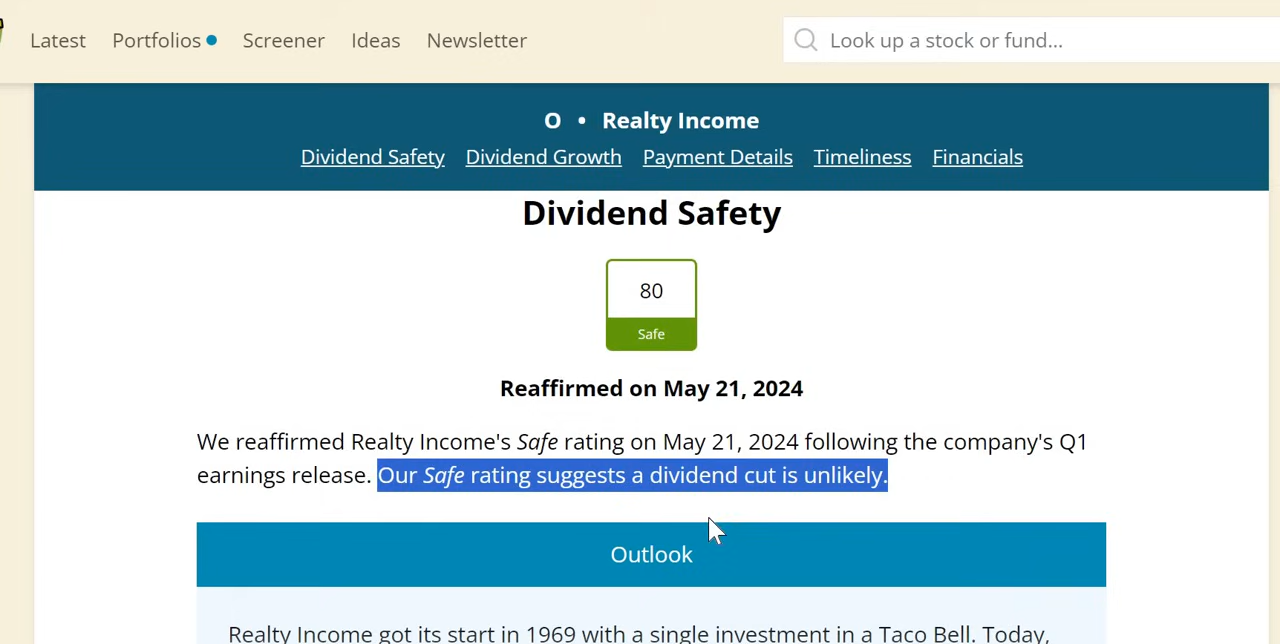 Latest Portfolios Screener Ideas Newsletter Look up a stock or fund...
O • Realty Income
Dividend Safety Dividend Growth Payment Details Timeliness Financials
Dividend Safety
80
Safe
Reaffirmed on May 21, 2024
We reaffirmed Realty Income's Safe rating on May 21, 2024 following the company's Q1
earnings release. Our Safe rating suggests a dividend cut is unlikely.
Outlook
Realty Income got its start in 1969 with a single investment in a Taco Bell. Today,